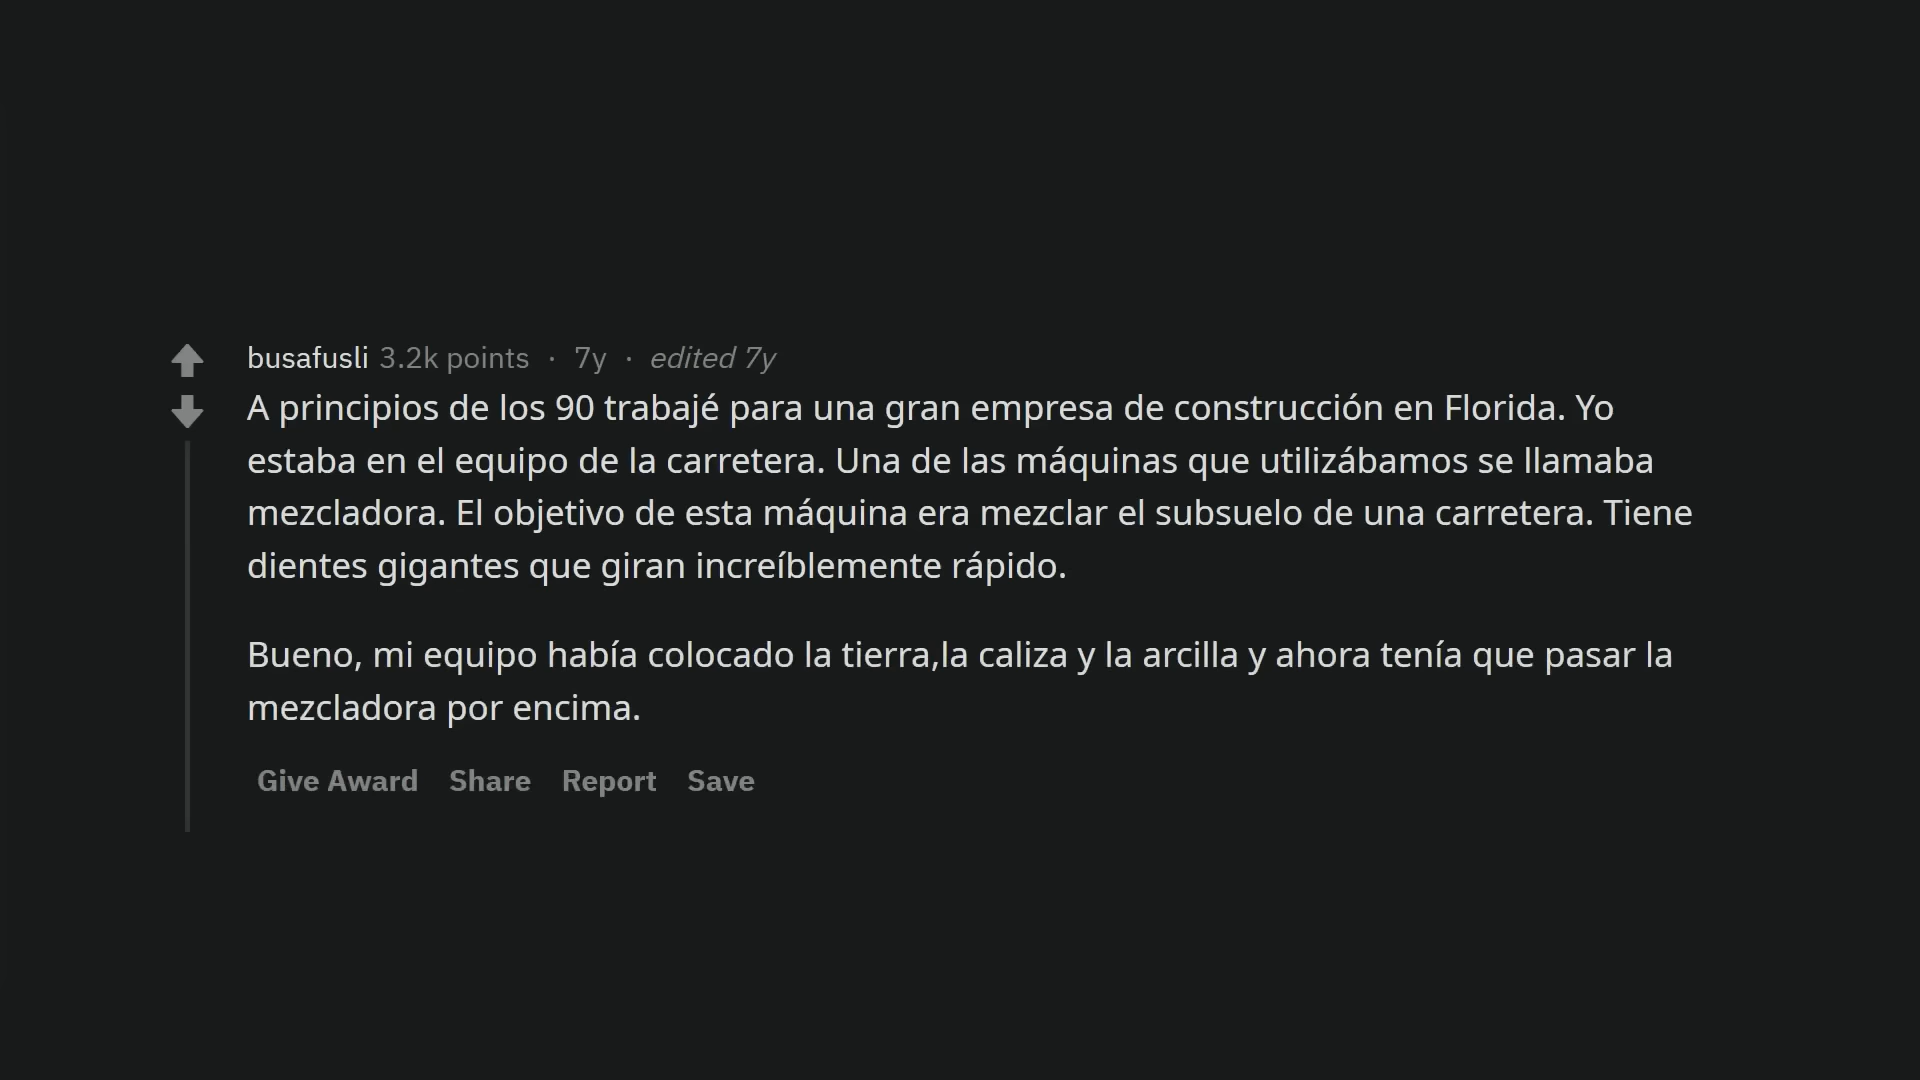 busafusli 3.2k points · 7y · edited 7y
A principios de los 90 trabajé para una gran empresa de construcción en Florida. Yo
estaba en el equipo de la carretera. Una de las máquinas que utilizábamos se llamaba
mezcladora. El objetivo de esta máquina era mezclar el subsuelo de una carretera. Tiene
dientes gigantes que giran increíblemente rápido.
Bueno, mi equipo había colocado la tierra,la caliza y la arcilla y ahora tenía que pasar la
mezcladora por encima.
Give Award Share Report Save